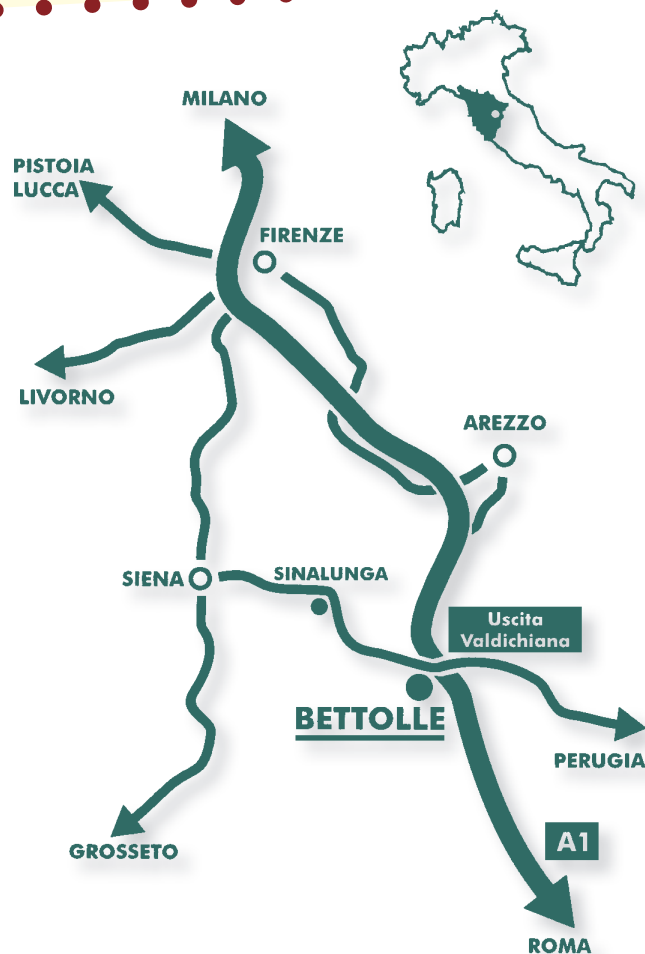 MILANO
PISTOIA
LUCCA
FIRENZE
LIVORNO
AREZZO
SIENA
SINALUNGA
Uscita
Valdichiana
BETTOLLE
PERUGIA
A1
GROSSETO
ROMA